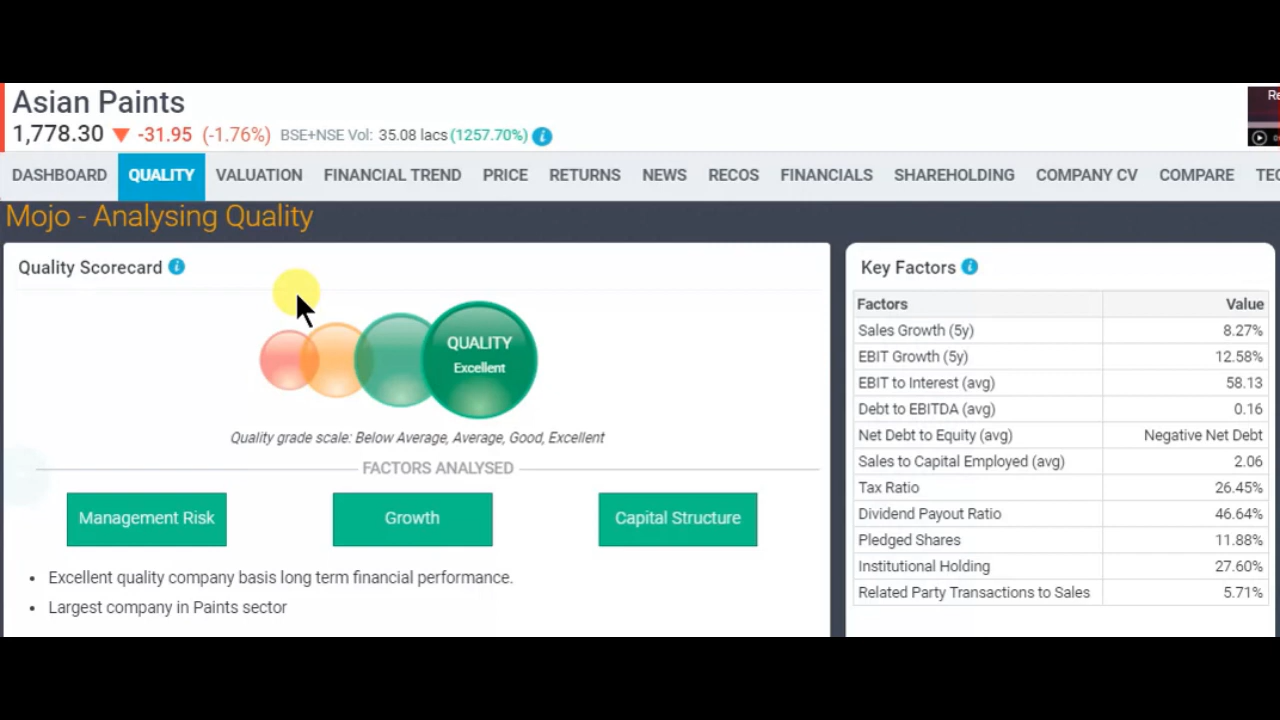 Asian Paints
1,778.30 ▼ -31.95 (-1.76%) BSE+NSE Vol: 35.08 lacs (1257.70%) i
Re
DASHBOARD QUALITY VALUATION FINANCIAL TREND PRICE RETURNS NEWS RECOS FINANCIALS SHAREHOLDING COMPANY CV COMPARE TEC
Mojo - Analysing Quality
Quality Scorecard i
QUALITY
Excellent
Quality grade scale: Below Average, Average, Good, Excellent
FACTORS ANALYSED
Management Risk Growth Capital Structure
• Excellent quality company basis long term financial performance.
• Largest company in Paints sector
Key Factors i
Factors Value
Sales Growth (5y) 8.27%
EBIT Growth (5y) 12.58%
EBIT to Interest (avg) 58.13
Debt to EBITDA (avg) 0.16
Net Debt to Equity (avg) Negative Net Debt
Sales to Capital Employed (avg) 2.06
Tax Ratio 26.45%
Dividend Payout Ratio 46.64%
Pledged Shares 11.88%
Institutional Holding 27.60%
Related Party Transactions to Sales 5.71%